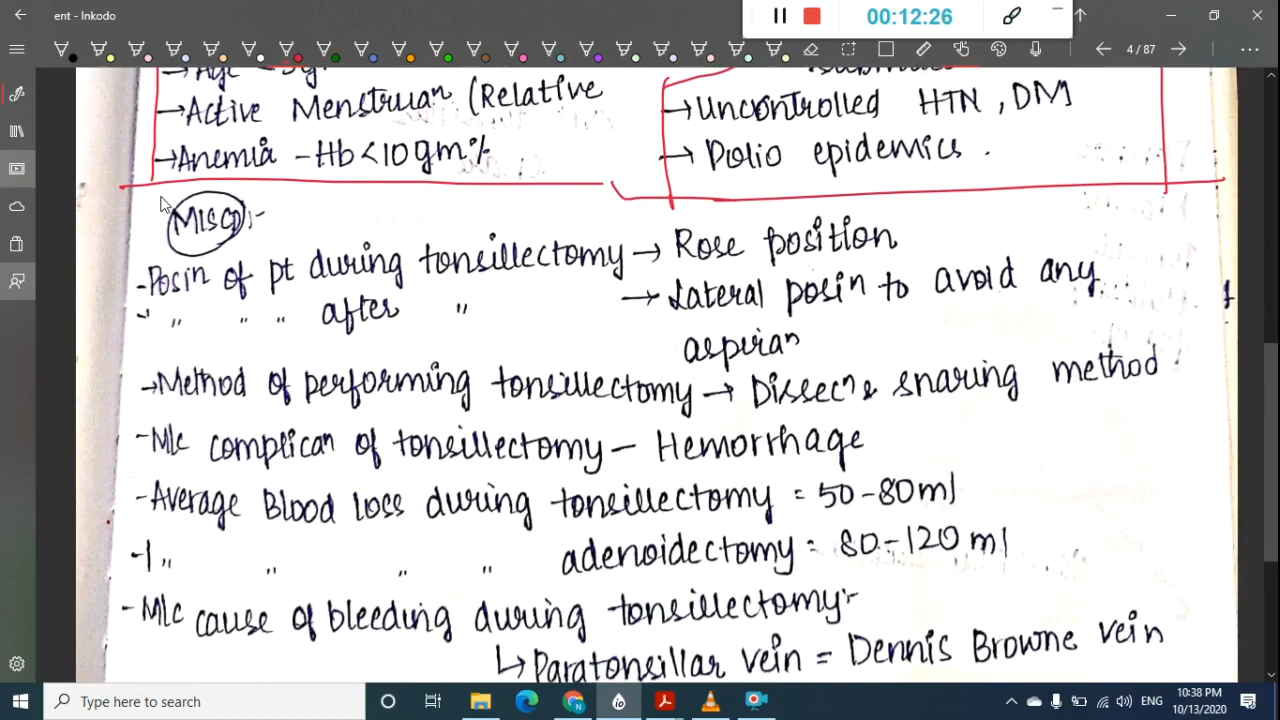 ent - Inkodo
00:12:26
4 / 87
→Active Menstruan (Relative
→Anemia -Hb<10gm%
→Uncontrolled HTN, DM
→ Polio epidemics .
Misc :-
-Posin of pt during tonsillectomy → Rose position
-" " " after " → Lateral posin to avoid any
aspiran
→Method of performing tonsillectomy → Dissecn & snaring method
-M/c complican of tonsillectomy - Hemorrhage
-Average Blood loss during tonsillectomy = 50-80ml
-" " " " adenoidectomy = 80-120 ml
-M/c cause of bleeding during tonsillectomy:-
↳ Paratonsillar vein = Dennis Browne vein
Type here to search
ENG
10:38 PM
10/13/2020